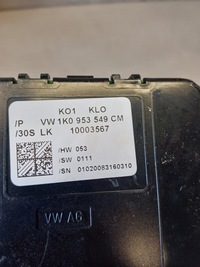 KO1 KLO
/P VW 1K0 953 549 CM
/30S LK 10003567
/HW 053
/SW 0111
/SN 01020083160310
VW AG